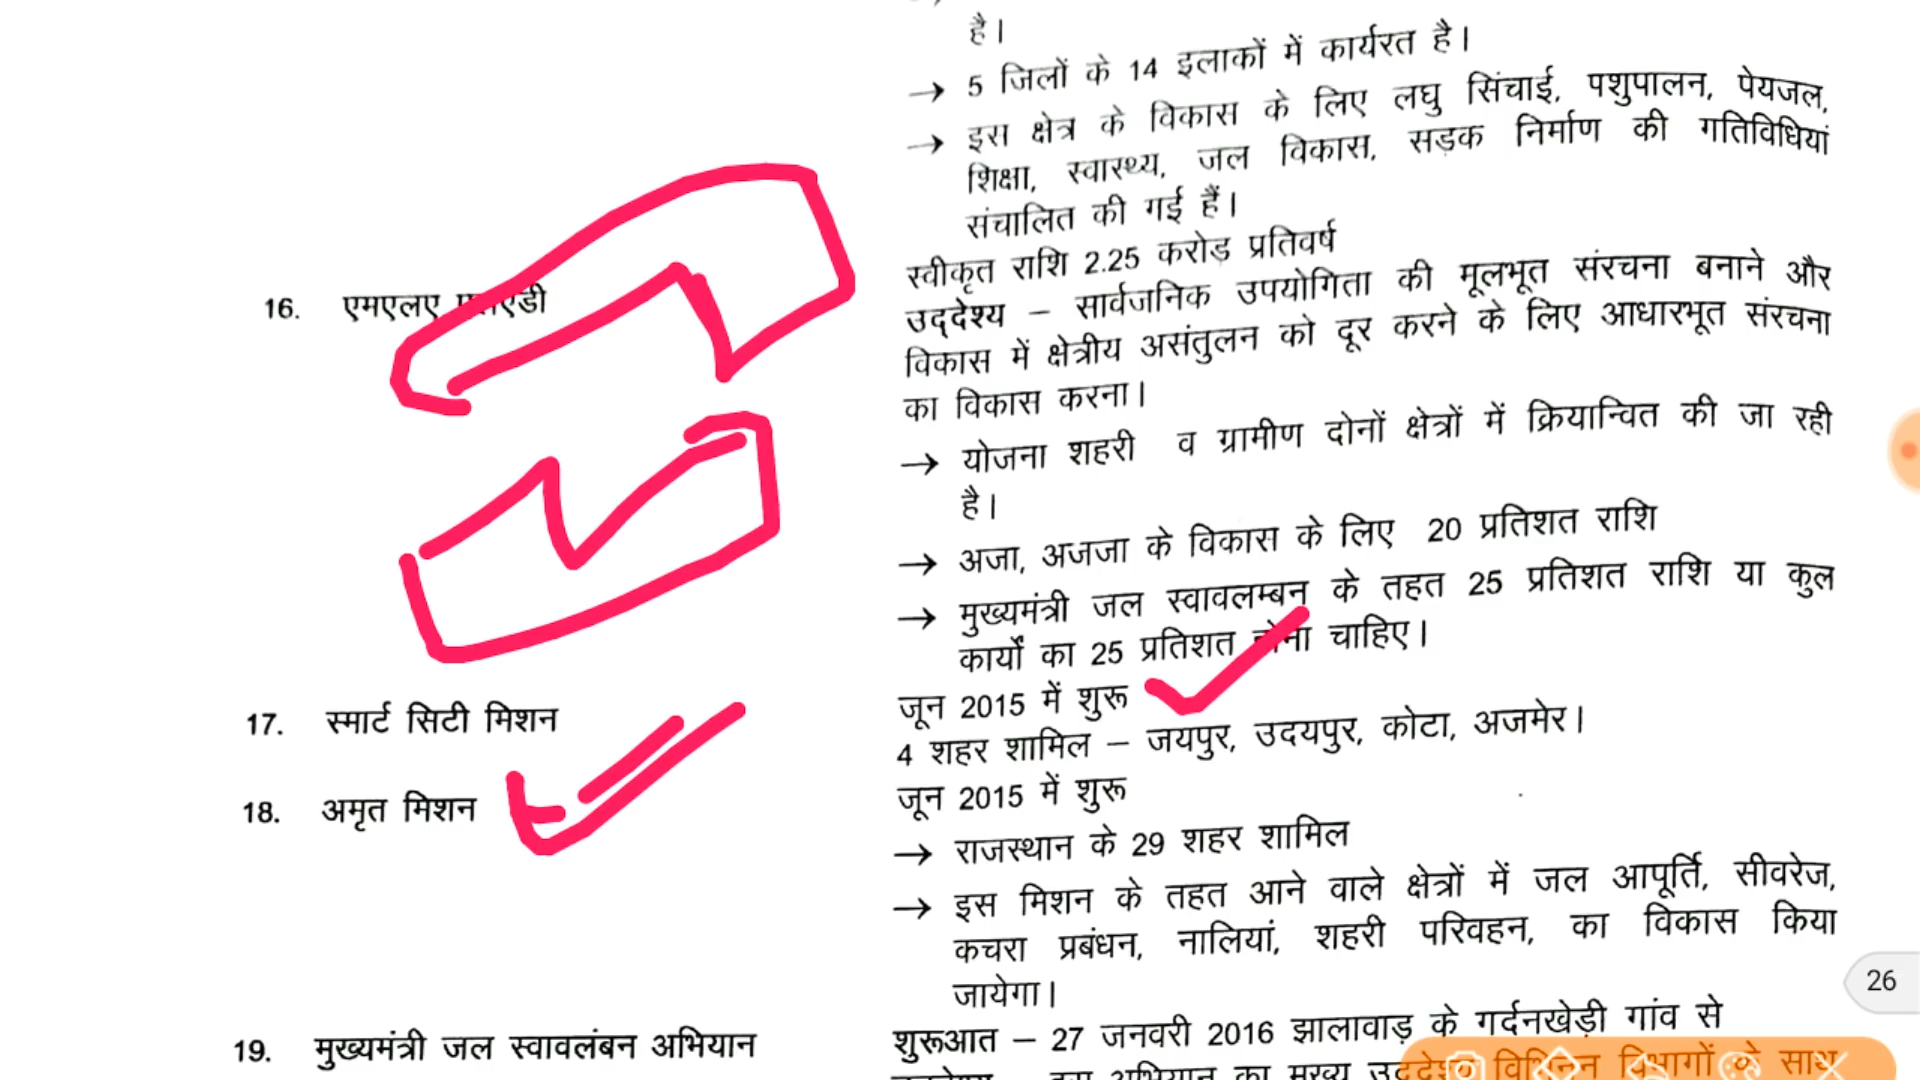 है।
→ 5 जिलों के 14 इलाकों में कार्यरत है।
→ इस क्षेत्र के विकास के लिए लघु सिंचाई, पशुपालन, पेयजल,
शिक्षा, स्वास्थ्य, जल विकास, सड़क निर्माण की गतिविधियां
संचालित की गई हैं।
16. एमएलए एलएडी
स्वीकृत राशि 2.25 करोड़ प्रतिवर्ष
उद्देश्य – सार्वजनिक उपयोगिता की मूलभूत संरचना बनाने और
विकास में क्षेत्रीय असंतुलन को दूर करने के लिए आधारभूत संरचना
का विकास करना।
→ योजना शहरी व ग्रामीण दोनों क्षेत्रों में क्रियान्वित की जा रही
है।
→ अजा, अजजा के विकास के लिए 20 प्रतिशत राशि
→ मुख्यमंत्री जल स्वावलम्बन के तहत 25 प्रतिशत राशि या कुल
कार्यों का 25 प्रतिशत होना चाहिए।
17. स्मार्ट सिटी मिशन
जून 2015 में शुरू
4 शहर शामिल – जयपुर, उदयपुर, कोटा, अजमेर।
18. अमृत मिशन
जून 2015 में शुरू
→ राजस्थान के 29 शहर शामिल
→ इस मिशन के तहत आने वाले क्षेत्रों में जल आपूर्ति, सीवरेज,
कचरा प्रबंधन, नालियां, शहरी परिवहन, का विकास किया
जायेगा।
26
19. मुख्यमंत्री जल स्वावलंबन अभियान
शुरूआत – 27 जनवरी 2016 झालावाड़ के गर्दनखेड़ी गांव से
इस अभियान का मुख्य उद्देश्य विभिन्न विभागों के साथ